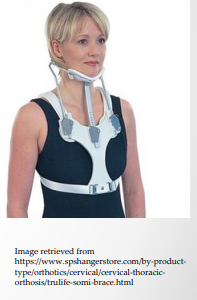 Image retrieved from
https://www.spshangerstore.com/by-product-
type/orthotics/cervical/cervical-thoracic-
orthosis/trulife-somi-brace.html